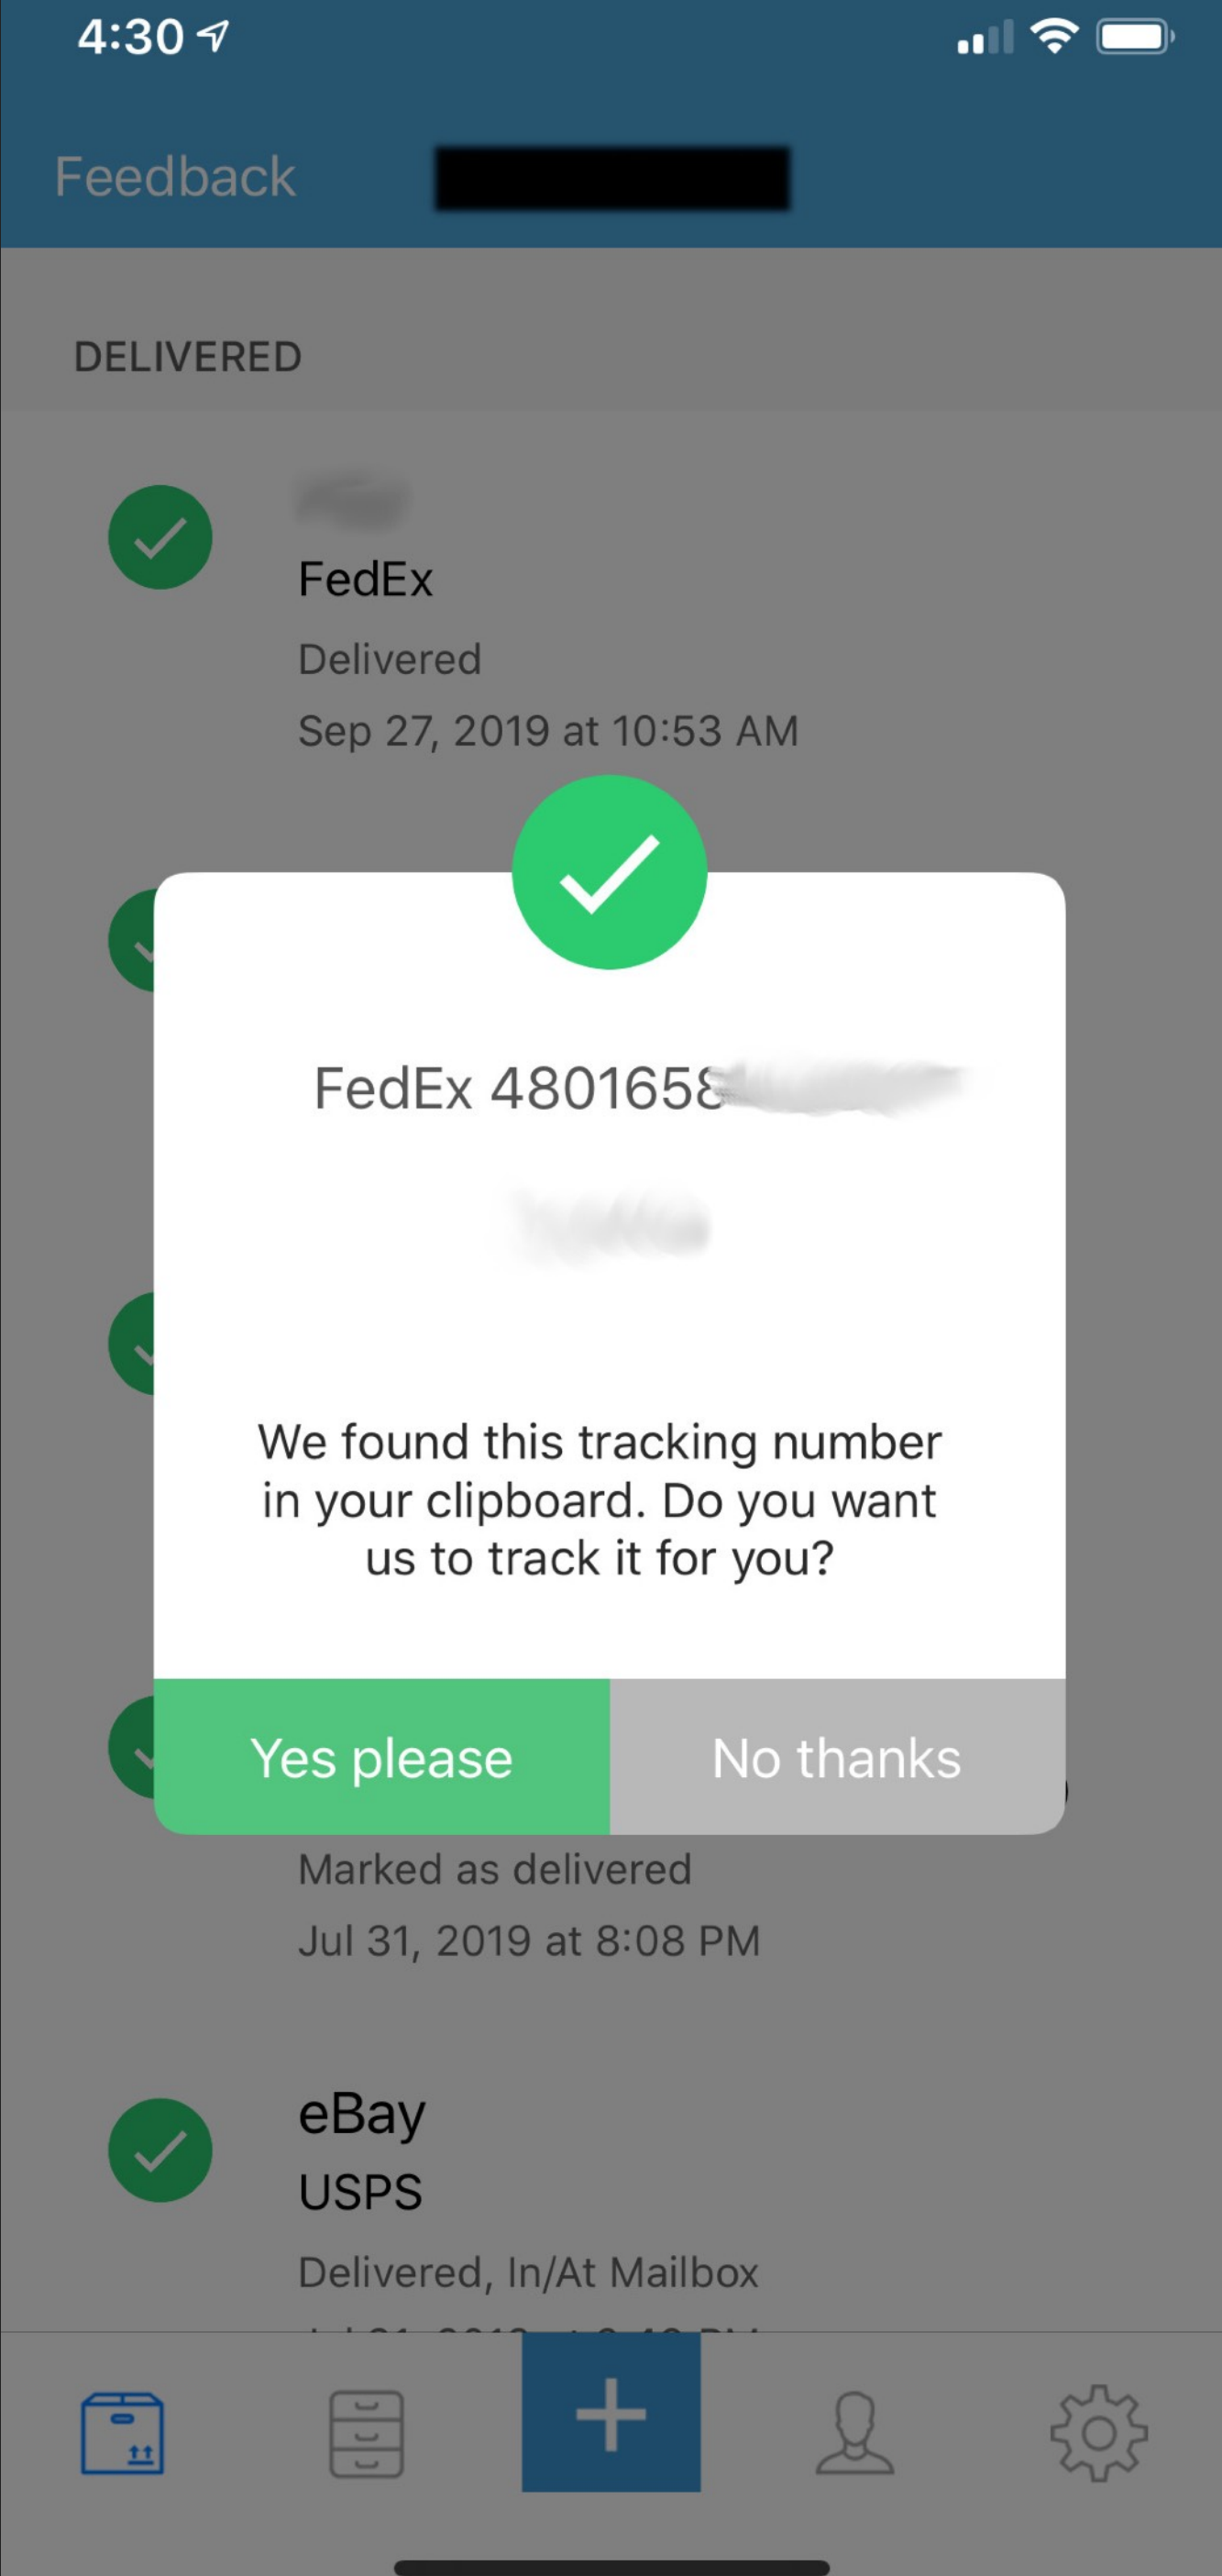 4:30
Feedback
DELIVERED
FedEx
Delivered
Sep 27, 2019 at 10:53 AM
FedEx 4801658
We found this tracking number
in your clipboard. Do you want
us to track it for you?
Yes please
No thanks
Marked as delivered
Jul 31, 2019 at 8:08 PM
eBay
USPS
Delivered, In/At Mailbox